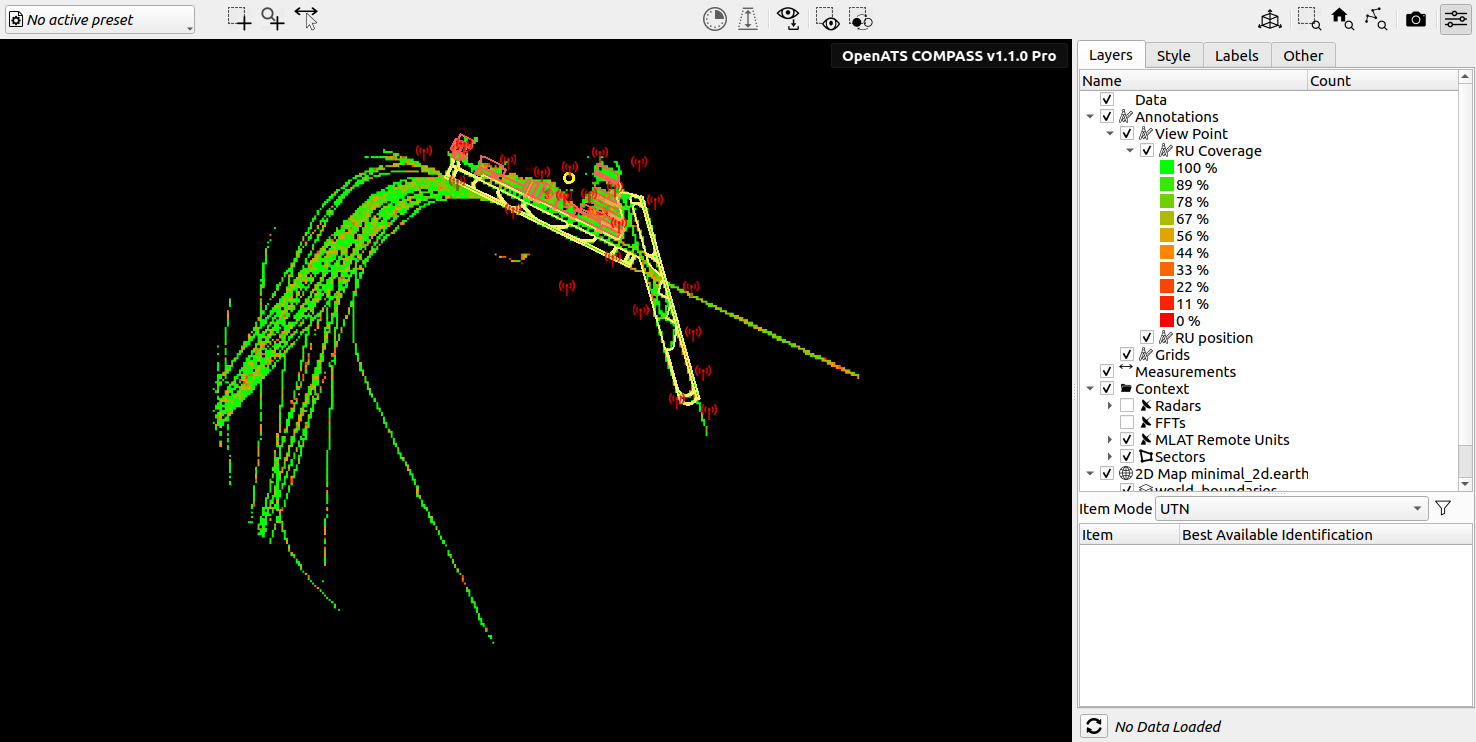 No active preset
OpenATS COMPASS v1.1.0 Pro
Layers Style Labels Other
Name Count
Data
Annotations
View Point
RU Coverage
100 %
89 %
78 %
67 %
56 %
44 %
33 %
22 %
11 %
0 %
RU position
Grids
Measurements
Context
Radars
FFTs
MLAT Remote Units
Sectors
2D Map minimal_2d.earth
world_boundaries
Item Mode UTN
Item Best Available Identification
No Data Loaded